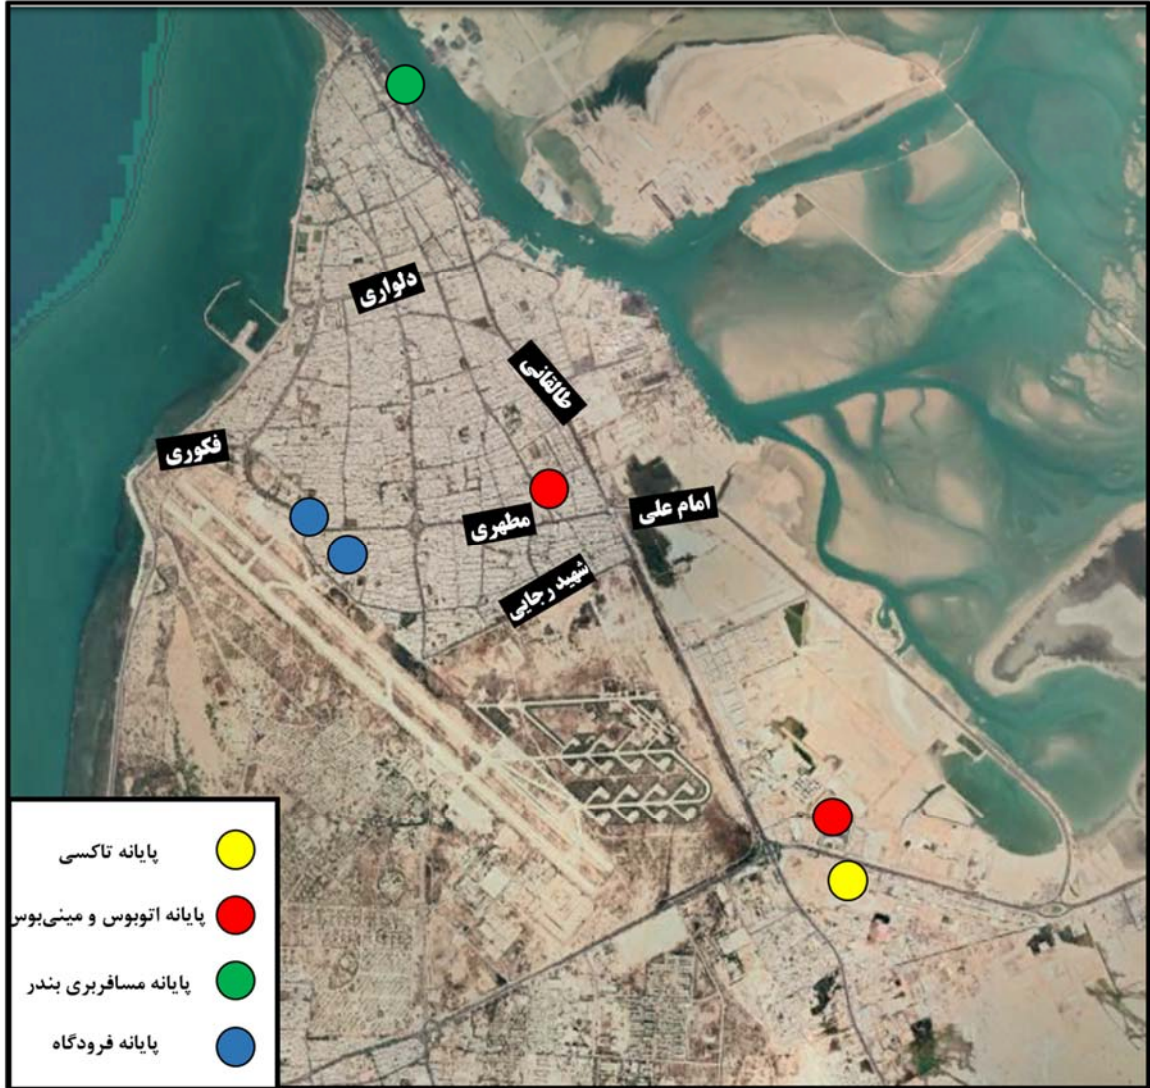 دلواری
طالقانی
فکوری
امام علی
مطهری
شهید رجایی
پایانه تاکسی
پایانه اتوبوس و مینی‌بوس
پایانه مسافربری بندر
پایانه فرودگاه